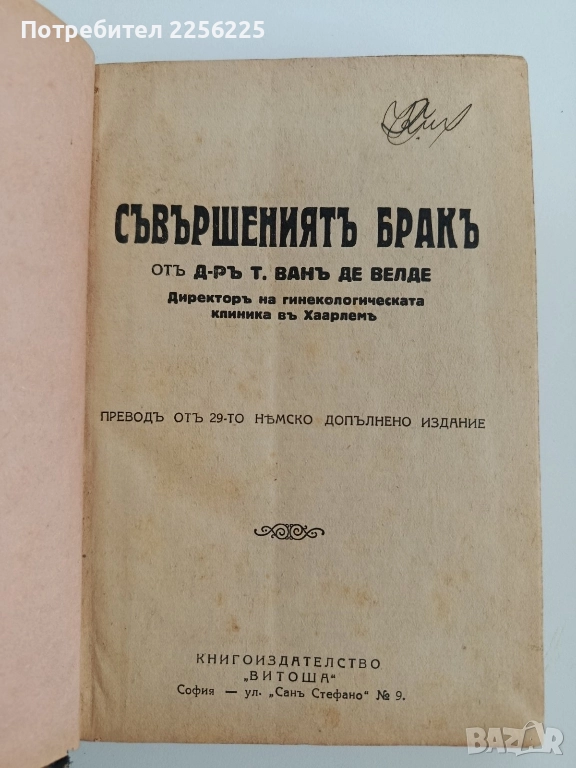 Потребител 2256225
СЪВЪРШЕНИЯТЪ БРАКЪ
ОТЪ Д-РЪ Т. ВАНЪ ДЕ ВЕЛДЕ
Директоръ на гинекологическата
клиника въ Хаарлемъ
ПРЕВОДЪ ОТЪ 29-ТО НѢМСКО ДОПЪЛНЕНО ИЗДАНИЕ
КНИГОИЗДАТЕЛСТВО
„ВИТОША"
София — ул. „Санъ Стефано" № 9.
BAZAR